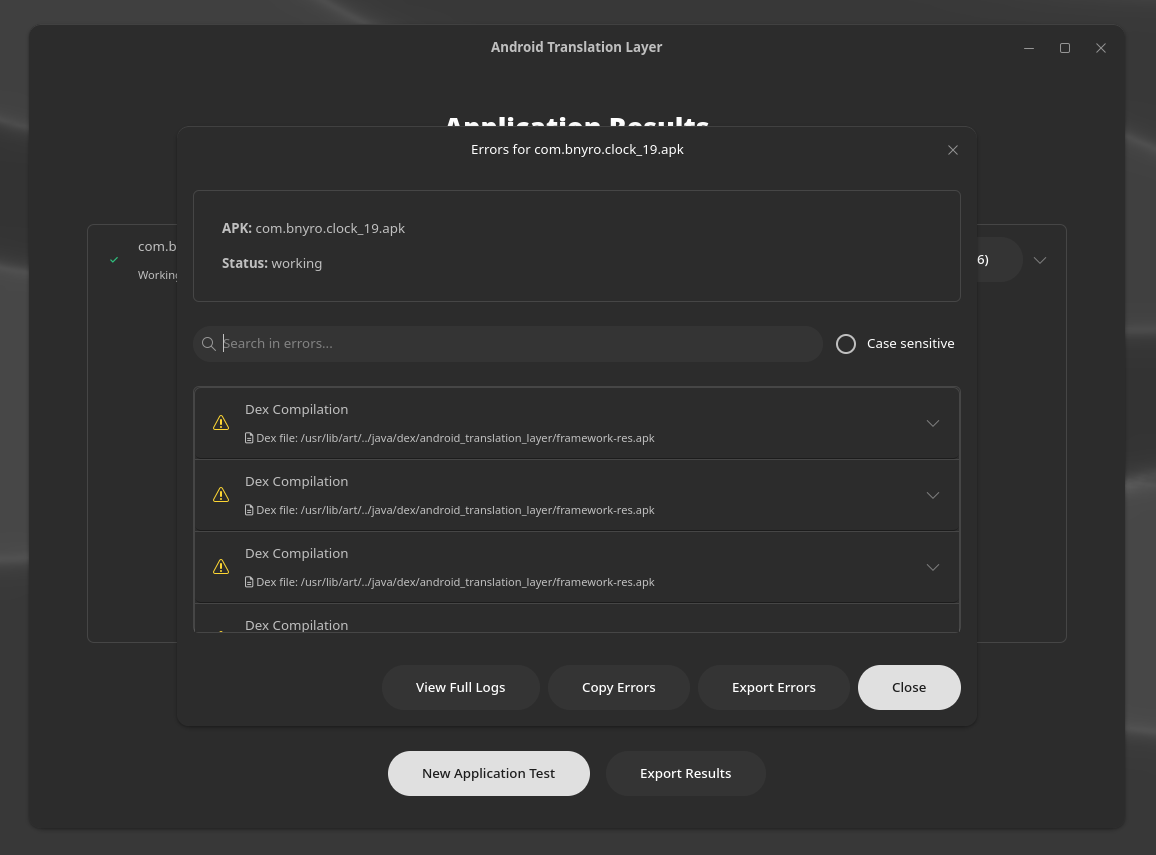 Android Translation Layer
Application Results
Errors for com.bnyro.clock_19.apk
APK: com.bnyro.clock_19.apk
Status: working
com.b
Working
6)
Search in errors...
Case sensitive
Dex Compilation
Dex file: /usr/lib/art/../java/dex/android_translation_layer/framework-res.apk
Dex Compilation
Dex file: /usr/lib/art/../java/dex/android_translation_layer/framework-res.apk
Dex Compilation
Dex file: /usr/lib/art/../java/dex/android_translation_layer/framework-res.apk
Dex Compilation
View Full Logs
Copy Errors
Export Errors
Close
New Application Test
Export Results